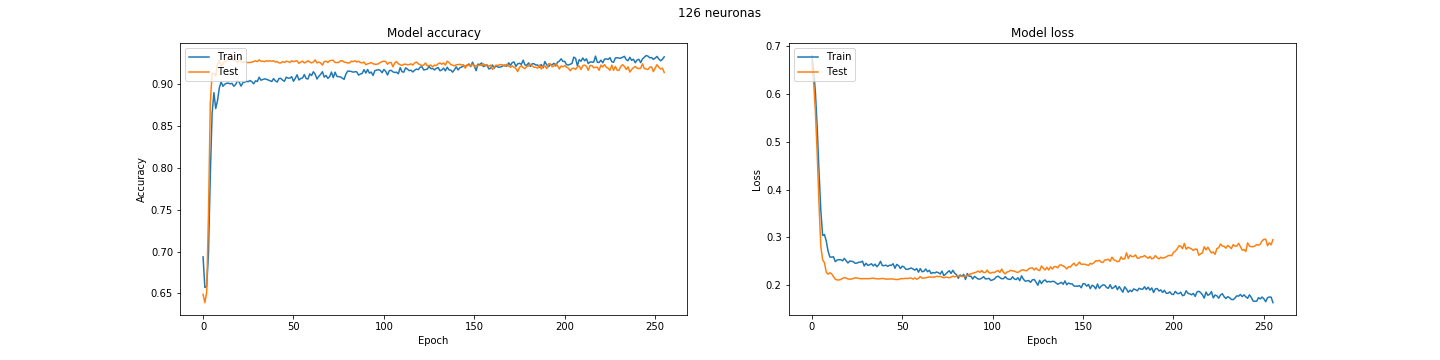 126 neuronas
Model accuracy
Train
Test
Accuracy
0.90
0.85
0.80
0.75
0.70
0.65
0 50 100 150 200 250
Epoch
Model loss
Train
Test
Loss
0.7
0.6
0.5
0.4
0.3
0.2
0 50 100 150 200 250
Epoch